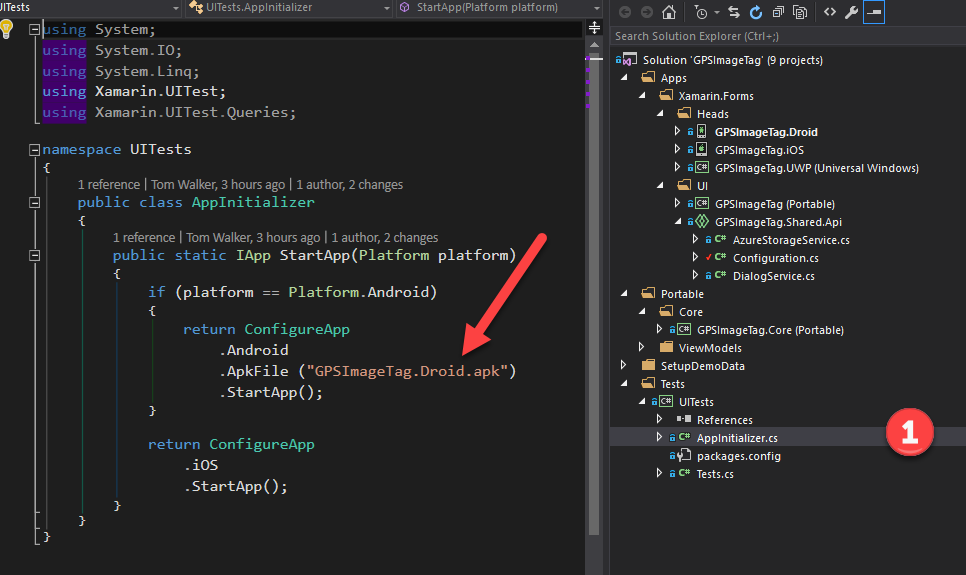 UITests
UITests.AppInitializer
StartApp(Platform platform)
using System;
using System.IO;
using System.Linq;
using Xamarin.UITest;
using Xamarin.UITest.Queries;
namespace UITests
{
1 reference | Tom Walker, 3 hours ago | 1 author, 2 changes
public class AppInitializer
{
1 reference | Tom Walker, 3 hours ago | 1 author, 2 changes
public static IApp StartApp(Platform platform)
{
if (platform == Platform.Android)
{
return ConfigureApp
.Android
.ApkFile ("GPSImageTag.Droid.apk")
.StartApp();
}
return ConfigureApp
.iOS
.StartApp();
}
}
}
Search Solution Explorer (Ctrl+;)
Solution 'GPSImageTag' (9 projects)
Apps
Xamarin.Forms
Heads
GPSImageTag.Droid
GPSImageTag.iOS
C# GPSImageTag.UWP (Universal Windows)
UI
C# GPSImageTag (Portable)
GPSImageTag.Shared.Api
C# AzureStorageService.cs
C# Configuration.cs
C# DialogService.cs
Portable
Core
C# GPSImageTag.Core (Portable)
ViewModels
SetupDemoData
Tests
C# UITests
References
C# AppInitializer.cs
packages.config
C# Tests.cs
1